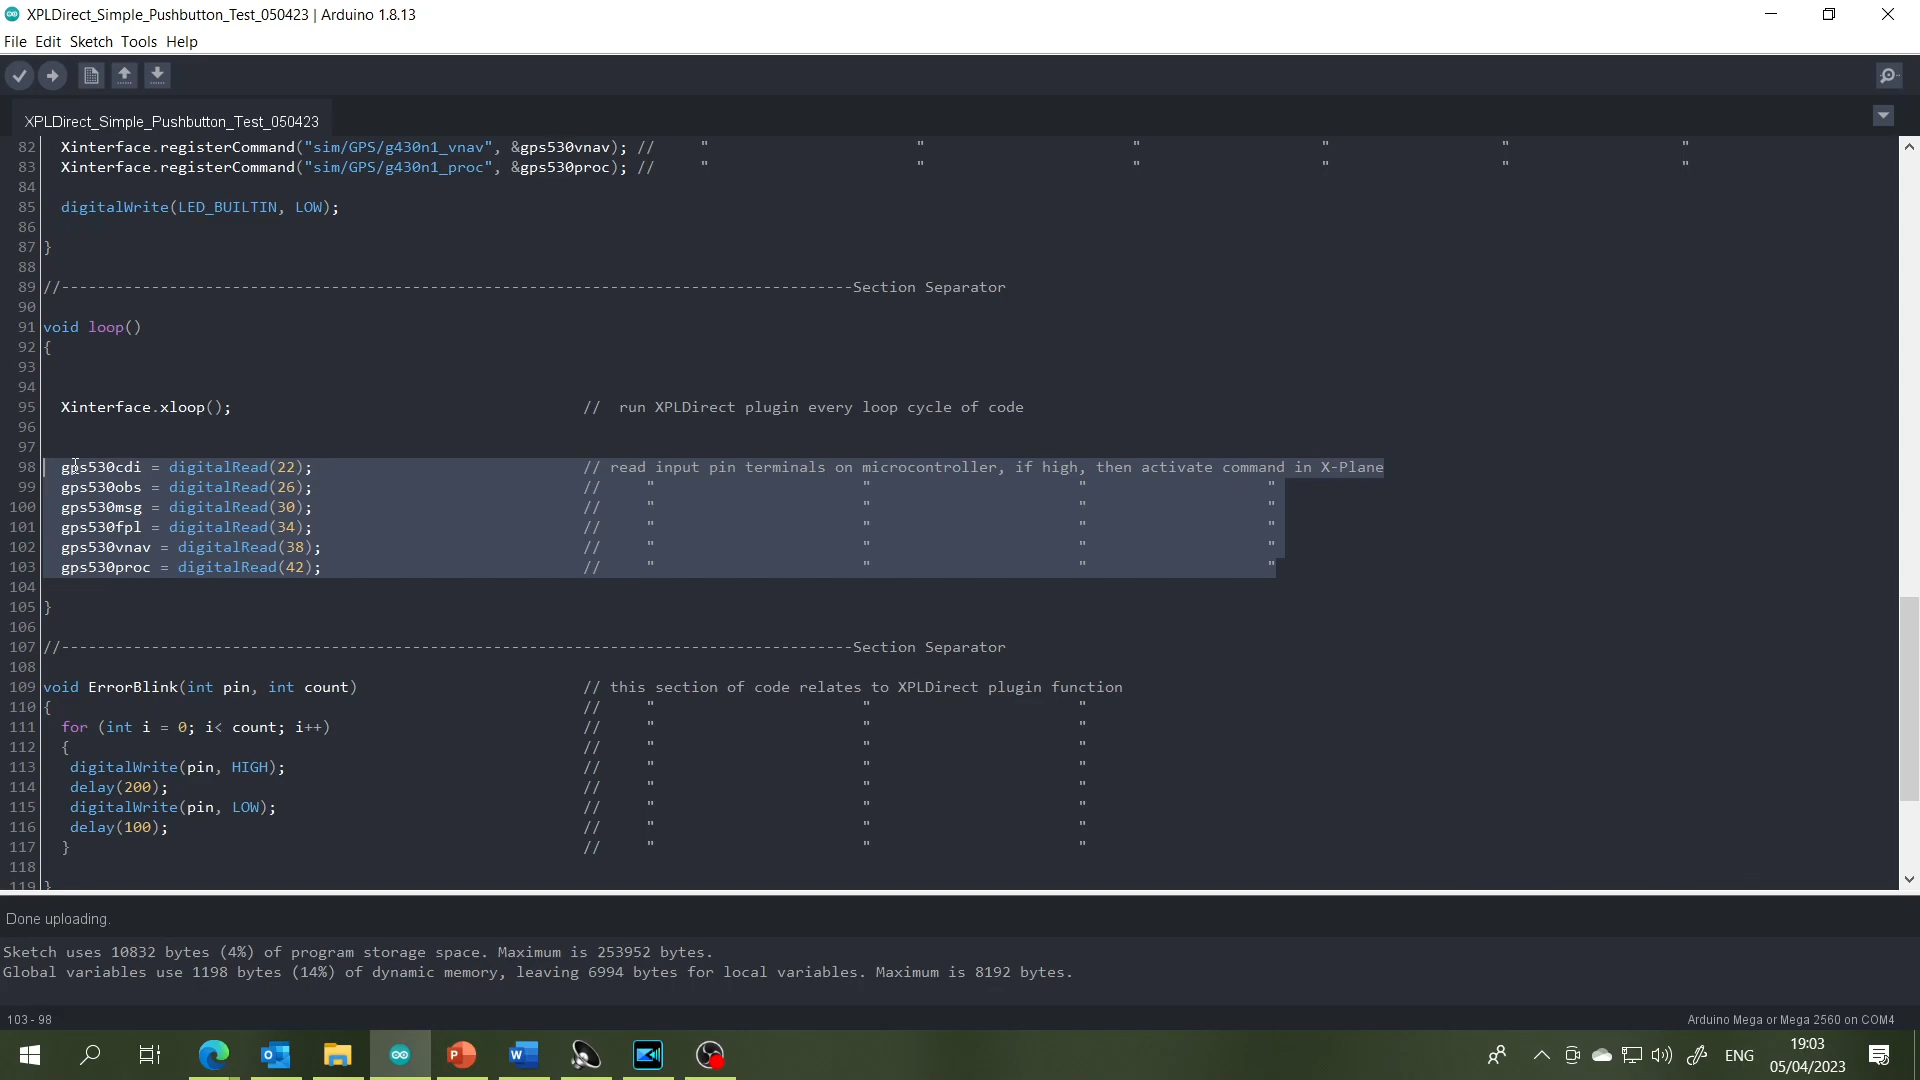 XPLDirect_Simple_Pushbutton_Test_050423 | Arduino 1.8.13
File Edit Sketch Tools Help
XPLDirect_Simple_Pushbutton_Test_050423
82 Xinterface.registerCommand("sim/GPS/g430n1_vnav", &gps530vnav); // " " " " " "
83 Xinterface.registerCommand("sim/GPS/g430n1_proc", &gps530proc); // " " " " " "
84
85 digitalWrite(LED_BUILTIN, LOW);
86
87 }
88
89 //----------------------------------------------------------------------------------------Section Separator
90
91 void loop()
92 {
93
94
95 Xinterface.xloop(); // run XPLDirect plugin every loop cycle of code
96
97
98 gps530cdi = digitalRead(22); // read input pin terminals on microcontroller, if high, then activate command in X-Plane
99 gps530obs = digitalRead(26); // " " " "
100 gps530msg = digitalRead(30); // " " " "
101 gps530fpl = digitalRead(34); // " " " "
102 gps530vnav = digitalRead(38); // " " " "
103 gps530proc = digitalRead(42); // " " " "
104
105 }
106
107 //----------------------------------------------------------------------------------------Section Separator
108
109 void ErrorBlink(int pin, int count) // this section of code relates to XPLDirect plugin function
110 { // " " "
111 for (int i = 0; i< count; i++) // " " "
112 { // " " "
113 digitalWrite(pin, HIGH); // " " "
114 delay(200); // " " "
115 digitalWrite(pin, LOW); // " " "
116 delay(100); // " " "
117 } // " " "
118
119 }
Done uploading.
Sketch uses 10832 bytes (4%) of program storage space. Maximum is 253952 bytes.
Global variables use 1198 bytes (14%) of dynamic memory, leaving 6994 bytes for local variables. Maximum is 8192 bytes.
103 - 98 Arduino Mega or Mega 2560 on COM4
ENG 19:03
05/04/2023